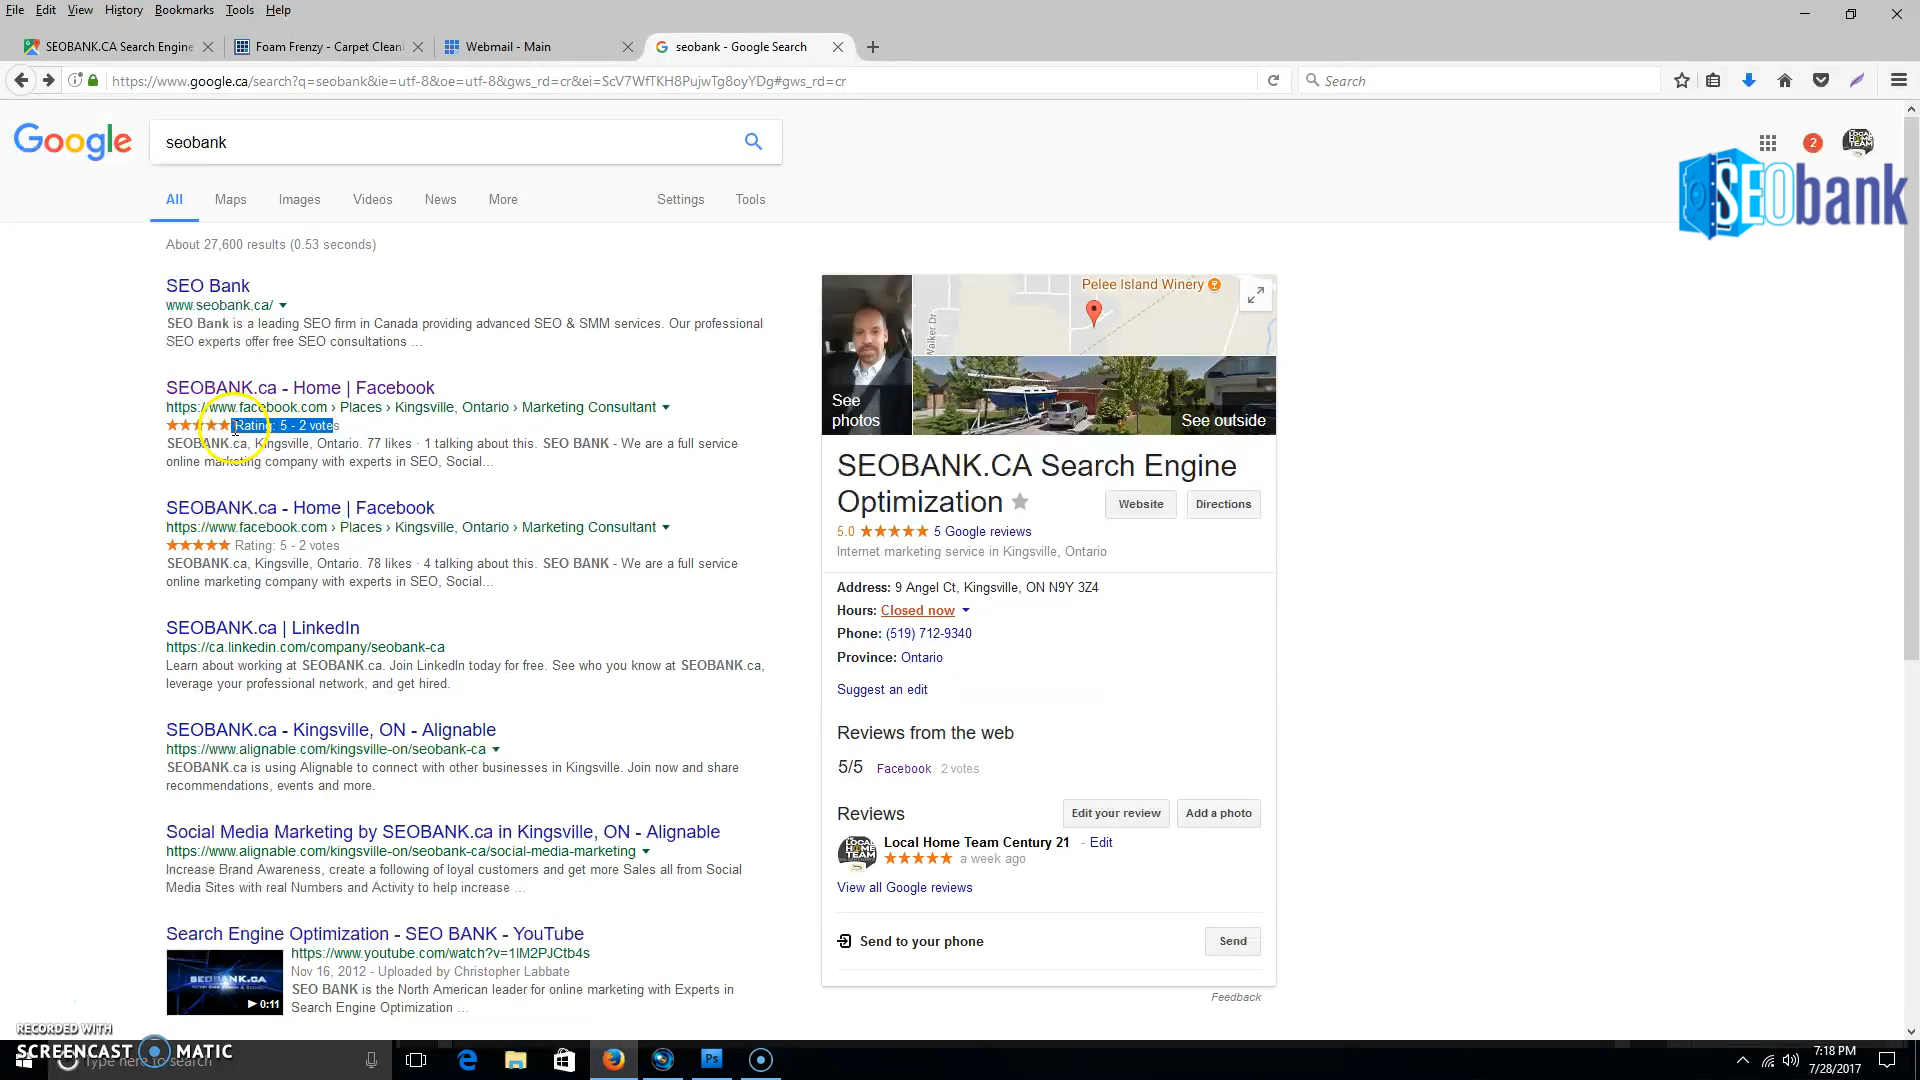 File Edit View History Bookmarks Tools Help
SEOBANK.CA Search Engine
Foam Frenzy - Carpet Clean
Webmail - Main
seobank - Google Search
https://www.google.ca/search?q=seobank&ie=utf-8&oe=utf-8&gws_rd=cr&ei=ScV7WfTKH8PujwTg8oyYDg#gws_rd=cr
Search
Google
seobank
2
LOCAL HOME TEAM
SEObank
All Maps Images Videos News More Settings Tools
About 27,600 results (0.53 seconds)
SEO Bank
www.seobank.ca/
SEO Bank is a leading SEO firm in Canada providing advanced SEO & SMM services. Our professional
SEO experts offer free SEO consultations ...
SEOBANK.ca - Home | Facebook
https://www.facebook.com › Places › Kingsville, Ontario › Marketing Consultant
Rating: 5 - 2 votes
SEOBANK.ca, Kingsville, Ontario. 77 likes · 1 talking about this. SEO BANK - We are a full service
online marketing company with experts in SEO, Social...
SEOBANK.ca - Home | Facebook
https://www.facebook.com › Places › Kingsville, Ontario › Marketing Consultant
Rating: 5 - 2 votes
SEOBANK.ca, Kingsville, Ontario. 78 likes · 4 talking about this. SEO BANK - We are a full service
online marketing company with experts in SEO, Social...
SEOBANK.ca | LinkedIn
https://ca.linkedin.com/company/seobank-ca
Learn about working at SEOBANK.ca. Join LinkedIn today for free. See who you know at SEOBANK.ca,
leverage your professional network, and get hired.
SEOBANK.ca - Kingsville, ON - Alignable
https://www.alignable.com/kingsville-on/seobank-ca
SEOBANK.ca is using Alignable to connect with other businesses in Kingsville. Join now and share
recommendations, events and more.
Social Media Marketing by SEOBANK.ca in Kingsville, ON - Alignable
https://www.alignable.com/kingsville-on/seobank-ca/social-media-marketing
Increase Brand Awareness, create a following of loyal customers and get more Sales all from Social
Media Sites with real Numbers and Activity to help increase ...
Search Engine Optimization - SEO BANK - YouTube
https://www.youtube.com/watch?v=1lM2PJCtb4s
Nov 16, 2012 - Uploaded by Christopher Labbate
SEO BANK is the North American leader for online marketing with Experts in
Search Engine Optimization ...
SEOBANK.CA
0:11
Pelee Island Winery
Walker Dr
See photos
See outside
SEOBANK.CA Search Engine
Optimization
Website
Directions
5.0 5 Google reviews
Internet marketing service in Kingsville, Ontario
Address: 9 Angel Ct, Kingsville, ON N9Y 3Z4
Hours: Closed now
Phone: (519) 712-9340
Province: Ontario
Suggest an edit
Reviews from the web
5/5 Facebook · 2 votes
Reviews
Edit your review
Add a photo
LOCAL HOME TEAM
Local Home Team Century 21 - Edit
a week ago
View all Google reviews
Send to your phone
Send
Feedback
RECORDED WITH
SCREENCAST MATIC
Type here to search
Ps
7:18 PM
7/28/2017